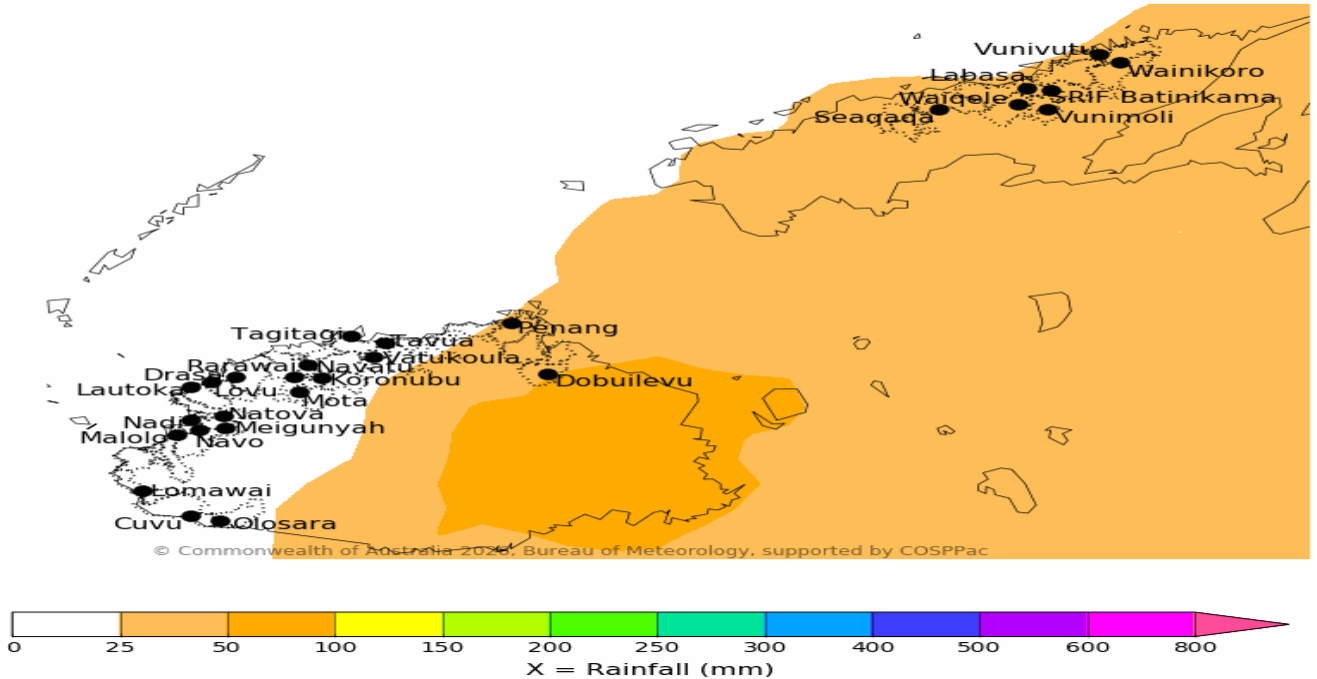 Vunivutu
Wainikoro
Labasa
SRIF Batinikama
Waiqele
Seaqaqa
Vunimoli
Penang
Tagitagi
Tavua
Vatukoula
Rarawai
Navatu
Drasa
Koronubu
Dobuilevu
Lautoka
Lovu
Mota
Natova
Nadi
Meigunyah
Malolo
Navo
Lomawai
Cuvu
Olosara
© Commonwealth of Australia 2026, Bureau of Meteorology, supported by COSPPac
0 25 50 100 150 200 250 300 400 500 600 800
X = Rainfall (mm)